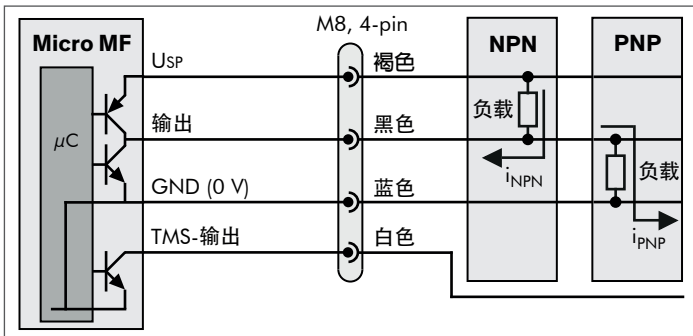 M8, 4-pin
Micro MF
NPN
PNP
USP
褐色
μC
输出
黑色
负载
负载
GND (0 V)
蓝色
iNPN
iPNP
TMS-输出
白色